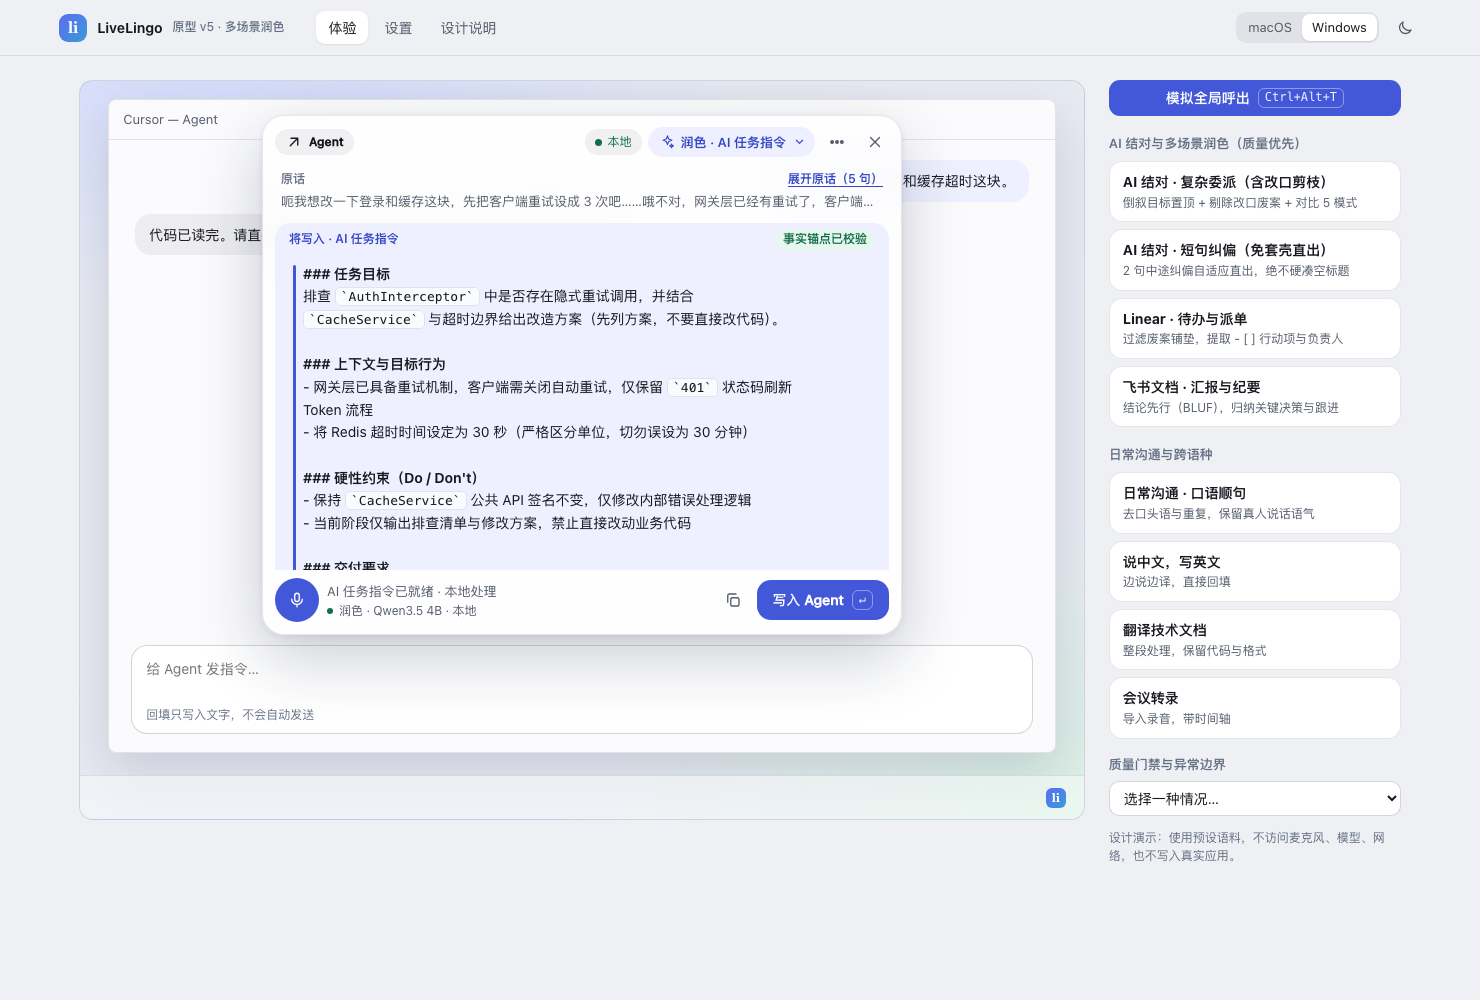 li LiveLingo 原型 v5 · 多场景润色 体验 设置 设计说明 macOS Windows
Cursor — Agent
和缓存超时这块。
代码已读完。请直
Agent 本地 润色 · AI 任务指令
原话 展开原话（5 句）
呃我想改一下登录和缓存这块，先把客户端重试设成 3 次吧……哦不对，网关层已经有重试了，客户端…
将写入 · AI 任务指令 事实锚点已校验
### 任务目标
排查 `AuthInterceptor` 中是否存在隐式重试调用，并结合
`CacheService` 与超时边界给出改造方案（先列方案，不要直接改代码）。
### 上下文与目标行为
- 网关层已具备重试机制，客户端需关闭自动重试，仅保留 `401` 状态码刷新
Token 流程
- 将 Redis 超时时间设定为 30 秒（严格区分单位，切勿误设为 30 分钟）
### 硬性约束（Do / Don't）
- 保持 `CacheService` 公共 API 签名不变，仅修改内部错误处理逻辑
- 当前阶段仅输出排查清单与修改方案，禁止直接改动业务代码
### 交付要求
AI 任务指令已就绪 · 本地处理
润色 · Qwen3.5 4B · 本地
写入 Agent ↵
给 Agent 发指令…
回填只写入文字，不会自动发送
li
模拟全局呼出 Ctrl+Alt+T
AI 结对与多场景润色（质量优先）
AI 结对 · 复杂委派（含改口剪枝）
倒叙目标置顶 + 剔除改口废案 + 对比 5 模式
AI 结对 · 短句纠偏（免套壳直出）
2 句中途纠偏自适应直出，绝不硬凑空标题
Linear · 待办与派单
过滤废案铺垫，提取 - [ ] 行动项与负责人
飞书文档 · 汇报与纪要
结论先行（BLUF），归纳关键决策与跟进
日常沟通与跨语种
日常沟通 · 口语顺句
去口头语与重复，保留真人说话语气
说中文，写英文
边说边译，直接回填
翻译技术文档
整段处理，保留代码与格式
会议转录
导入录音，带时间轴
质量门禁与异常边界
选择一种情况…
设计演示：使用预设语料，不访问麦克风、模型、网
络，也不写入真实应用。